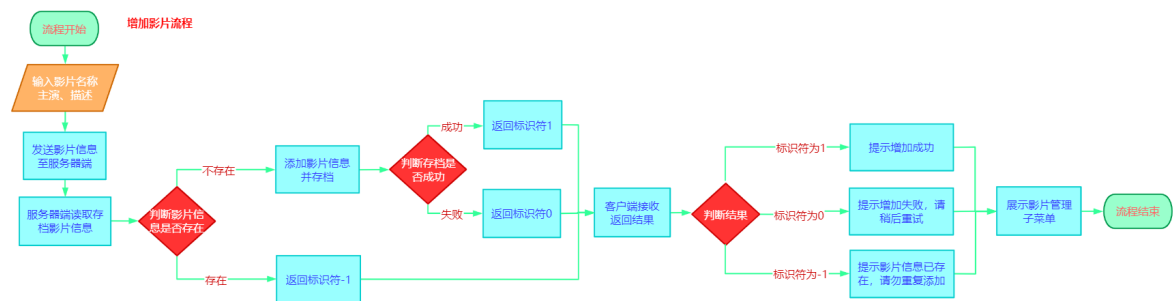 流程开始
增加影片流程
输入影片名称
主演、描述
发送影片信息
至服务器端
服务器端读取存
档影片信息
判断影片信
息是否存在
不存在
存在
添加影片信息
并存档
返回标识符-1
判断存档是
否成功
成功
失败
返回标识符1
返回标识符0
客户端接收
返回结果
判断结果
标识符为1
标识符为0
标识符为-1
提示增加成功
提示增加失败，请
稍后重试
提示影片信息已存
在，请勿重复添加
展示影片管理
子菜单
流程结束